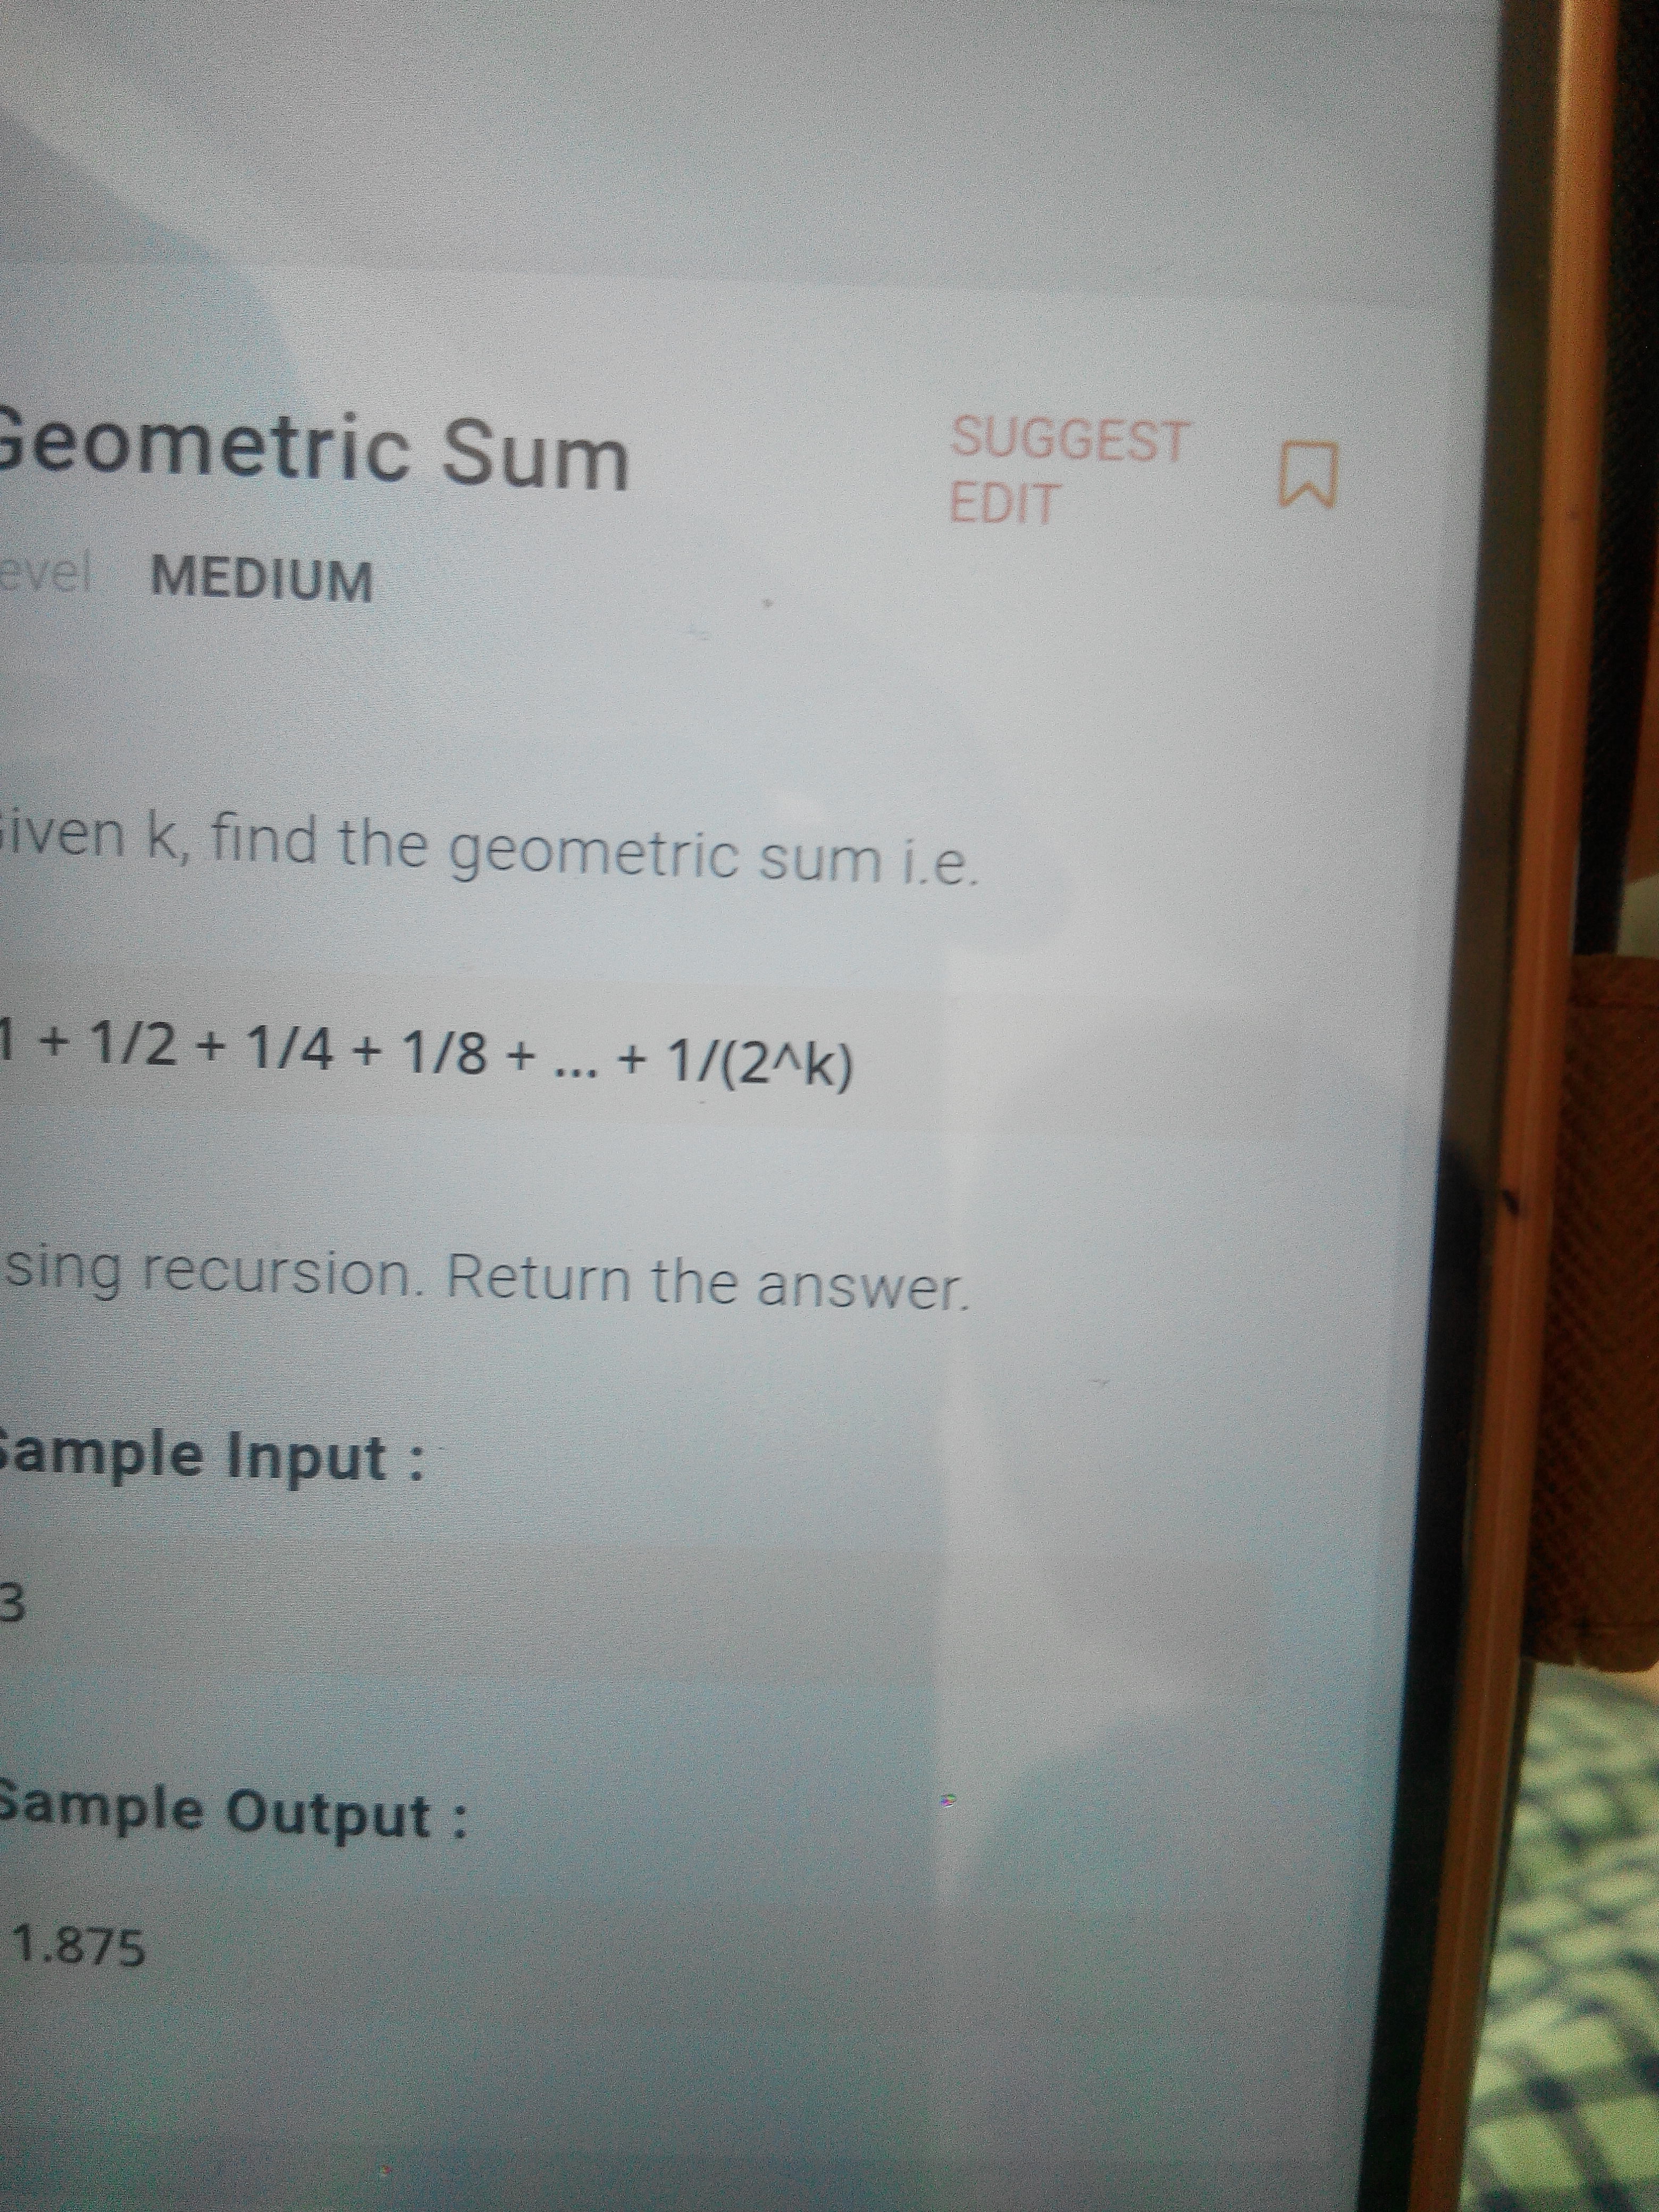 Geometric Sum
SUGGEST
EDIT
evel MEDIUM
Given k, find the geometric sum i.e.
1 + 1/2 + 1/4 + 1/8 + ... + 1/(2^k)
sing recursion. Return the answer.
Sample Input :
3
Sample Output :
1.875